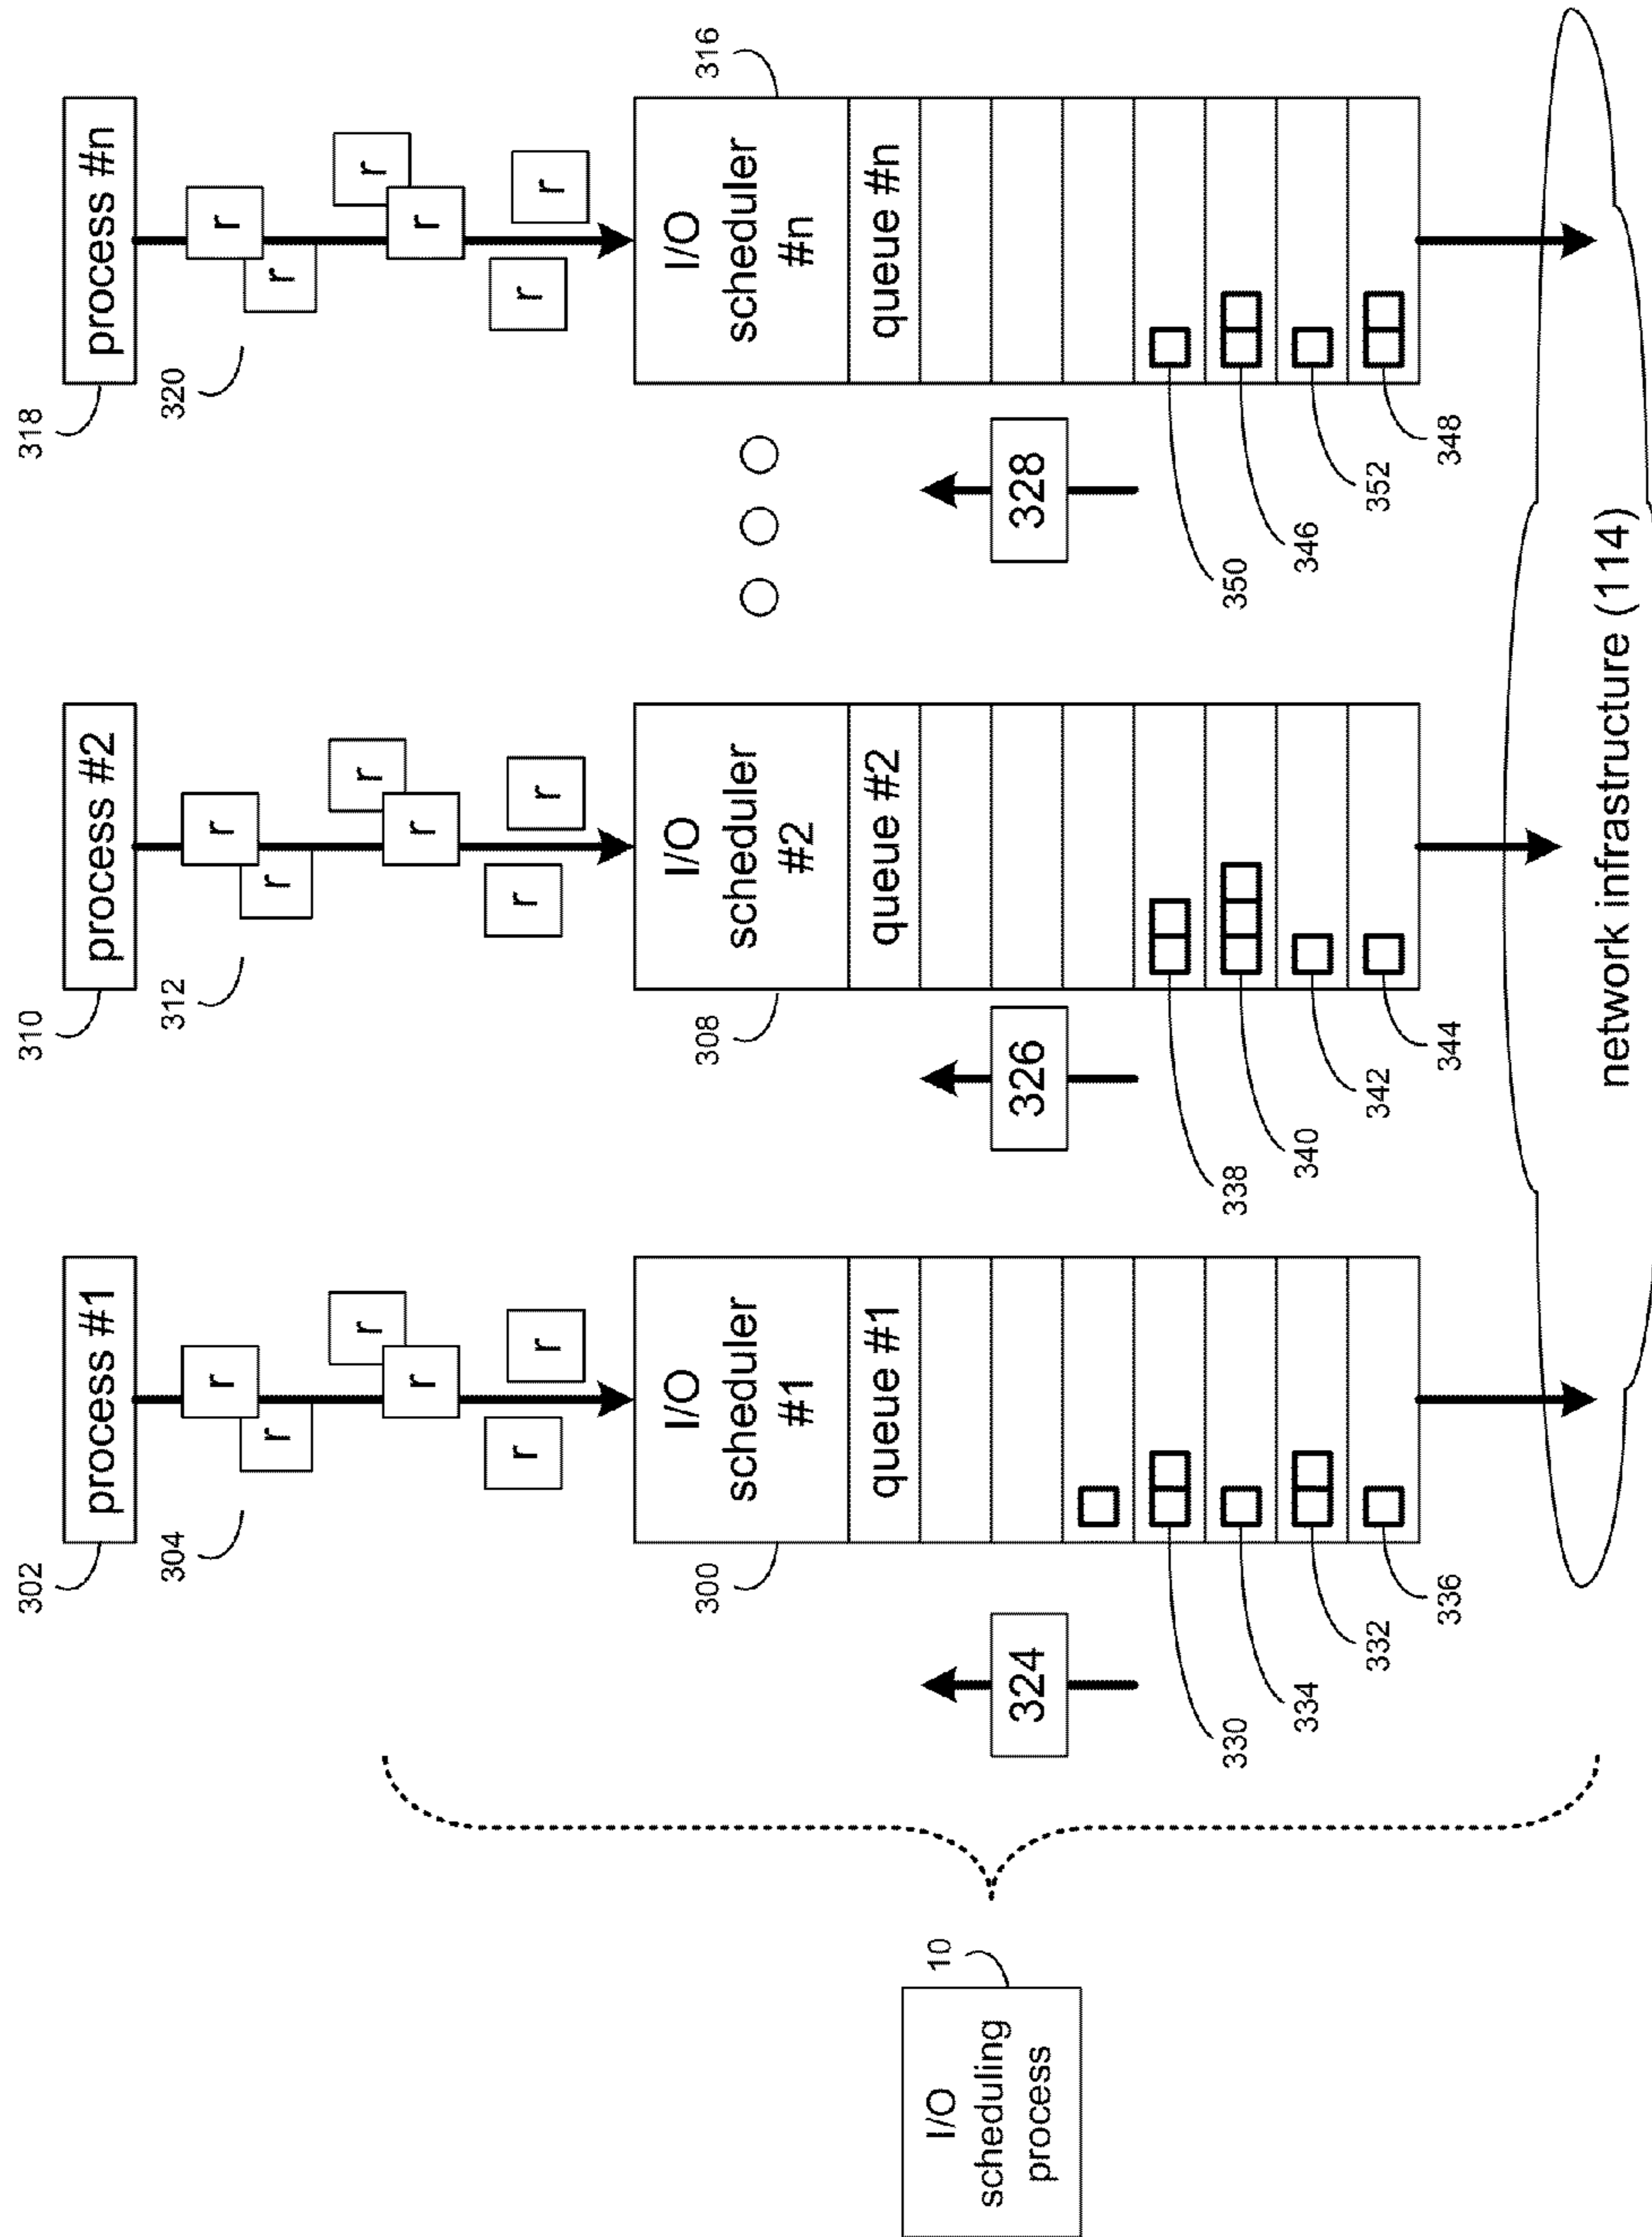 302
process #1
304
r
r
r
r
r
r
300
I/O
scheduler
#1
queue #1
324
330
334
332
336
310
process #2
312
r
r
r
r
r
r
308
I/O
scheduler
#2
queue #2
326
338
340
342
344
318
process #n
320
r
r
r
r
r
r
316
I/O
scheduler
#n
queue #n
328
350
346
352
348
10
I/O
scheduling
process
network infrastructure (114)